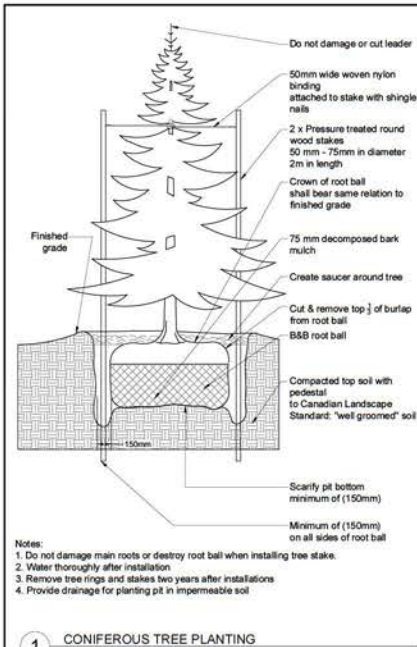 Do not damage or cut leader
50mm wide woven nylon
binding
attached to stake with shingle
nails
2 x Pressure treated round
wood stakes
50 mm - 75mm in diameter
2m in length
Crown of root ball
shall bear same relation to
finished grade
Finished
grade
75 mm decomposed bark
mulch
Create saucer around tree
Cut & remove top of burlap
from root ball
B&B root ball
Compacted top soil with
pedestal
to Canadian Landscape
Standard: "well groomed" soil
150mm
Scarify pit bottom
minimum of (150mm)
Minimum of (150mm)
on all sides of root ball
Notes:
1. Do not damage main roots or destroy root ball when installing tree stake.
2. Water thoroughly after installation
3. Remove tree rings and stakes two years after installations
4. Provide drainage for planting pit in impermeable soil
1 CONIFEROUS TREE PLANTING